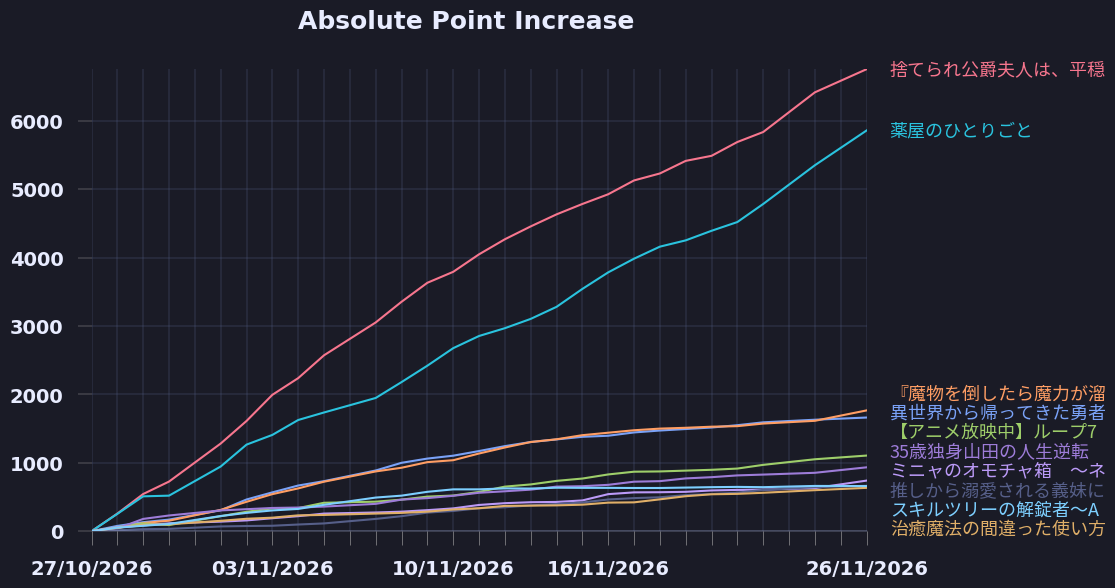 Absolute Point Increase
捨てられ公爵夫人は、平穏
6000
薬屋のひとりごと
5000
4000
3000
2000
『魔物を倒したら魔力が溜
異世界から帰ってきた勇者
【アニメ放映中】ループ7
1000
35歳独身山田の人生逆転
ミニャのオモチャ箱　～ネ
推しから溺愛される義妹に
スキルツリーの解錠者～A
0
治癒魔法の間違った使い方
27/10/2026 03/11/2026 10/11/2026 16/11/2026 26/11/2026